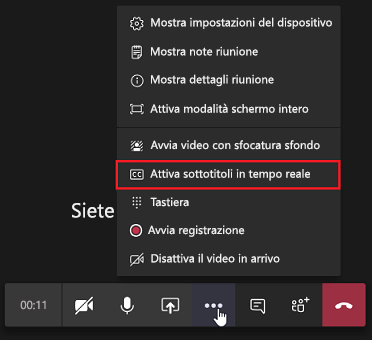 Mostra impostazioni del dispositivo
Mostra note riunione
Mostra dettagli riunione
Attiva modalità schermo intero
Avvia video con sfocatura sfondo
CC Attiva sottotitoli in tempo reale
Tastiera
Siete
Avvia registrazione
Disattiva il video in arrivo
00:11